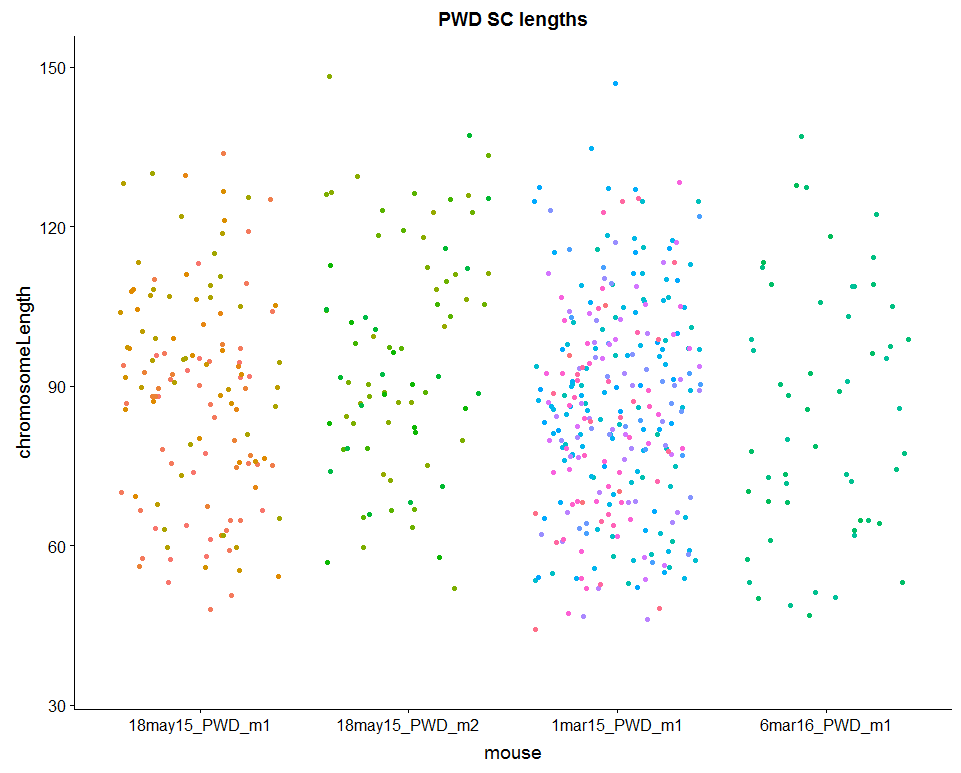 PWD SC lengths
chromosomeLength
150
120
90
60
30
18may15_PWD_m1 18may15_PWD_m2 1mar15_PWD_m1 6mar16_PWD_m1
mouse